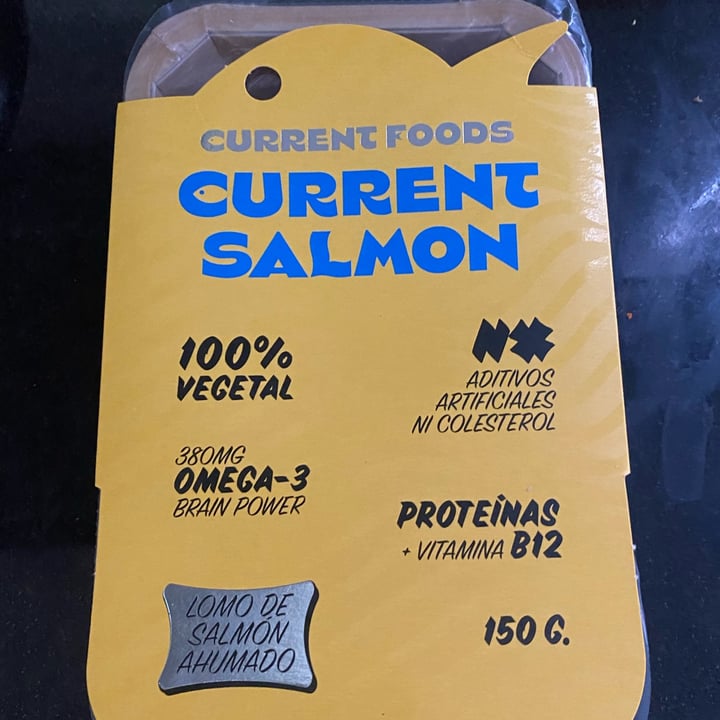 CURRENT FOODS
CURRENT
SALMON
100%
VEGETAL
380MG
OMEGA-3
BRAIN POWER
LOMO DE
SALMÓN
AHUMADO
NX
ADITIVOS
ARTIFICIALES
NI COLESTEROL
PROTEÍNAS
+ VITAMINA B12
150 G.